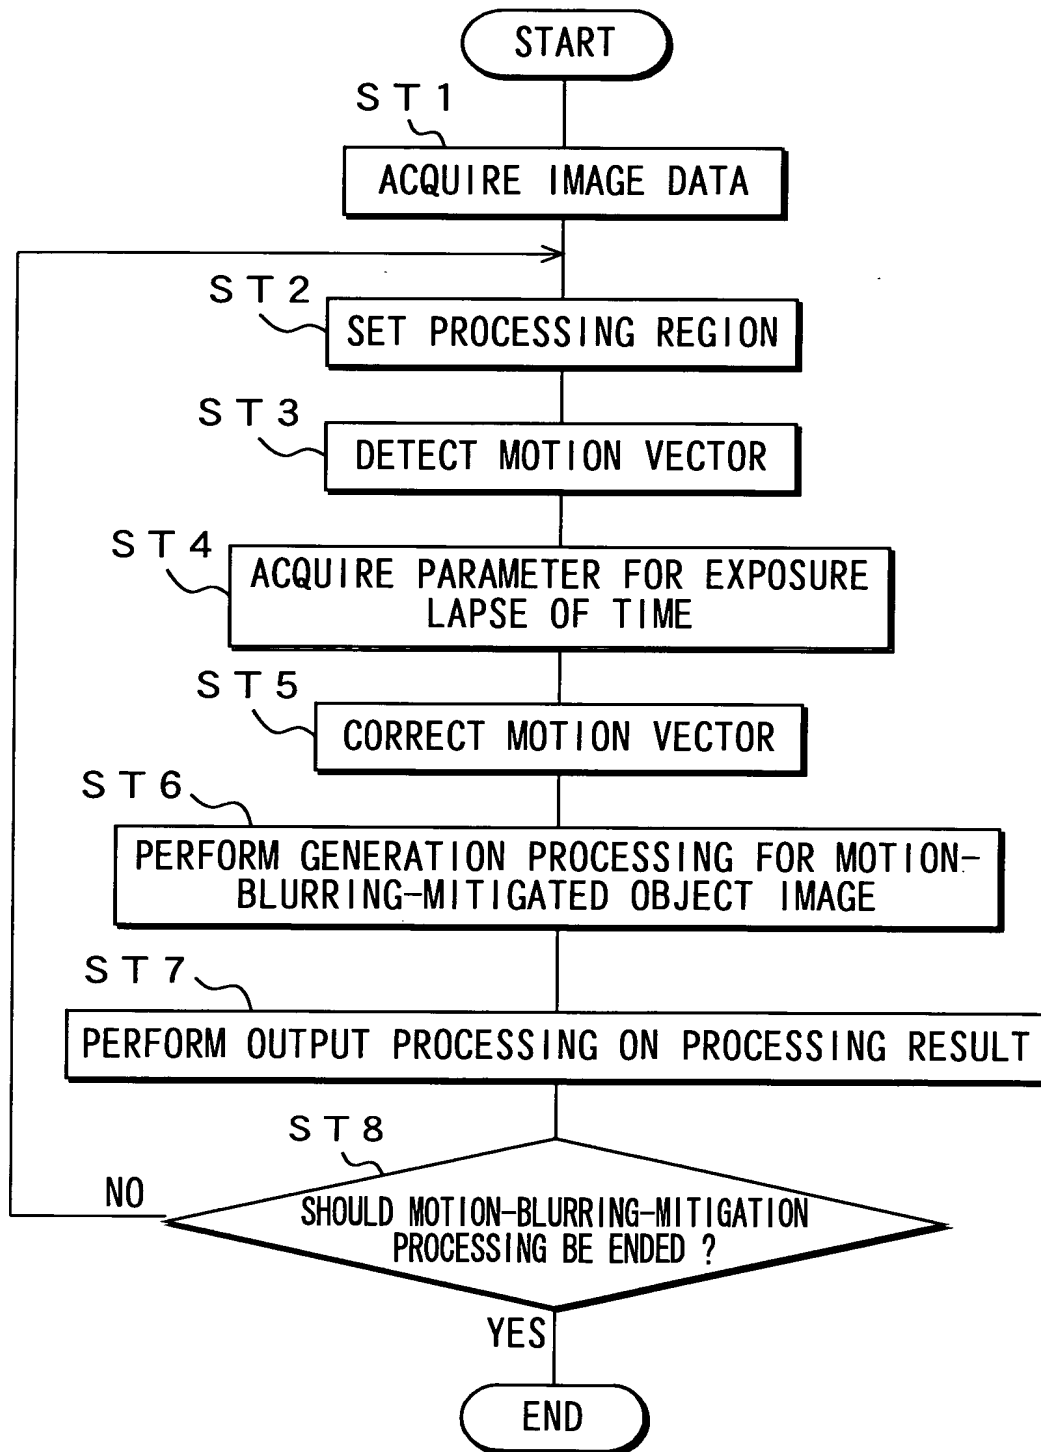 START
ST1
ACQUIRE IMAGE DATA
ST2
SET PROCESSING REGION
ST3
DETECT MOTION VECTOR
ST4
ACQUIRE PARAMETER FOR EXPOSURE
LAPSE OF TIME
ST5
CORRECT MOTION VECTOR
ST6
PERFORM GENERATION PROCESSING FOR MOTION-
BLURRING-MITIGATED OBJECT IMAGE
ST7
PERFORM OUTPUT PROCESSING ON PROCESSING RESULT
ST8
NO
SHOULD MOTION-BLURRING-MITIGATION
PROCESSING BE ENDED ?
YES
END